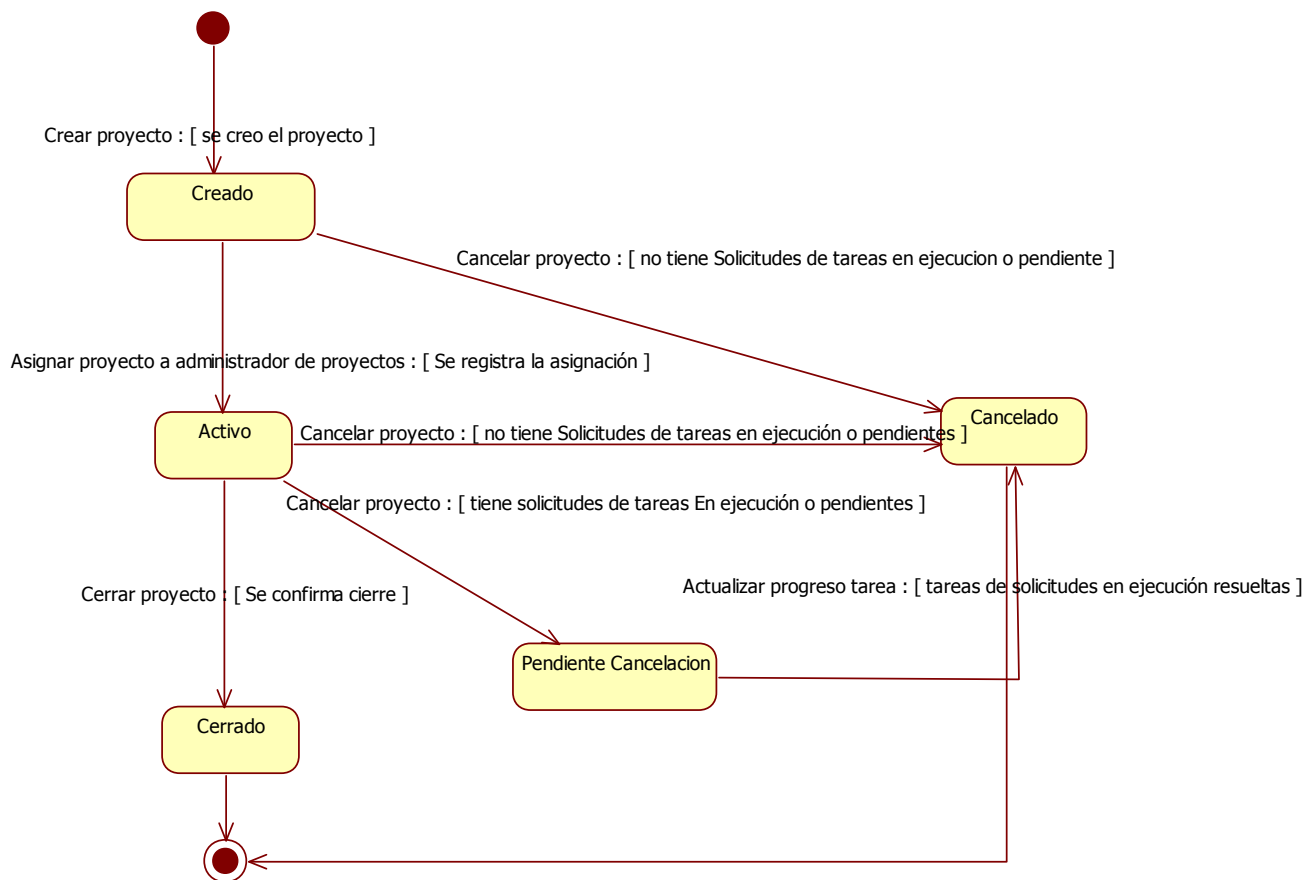 Crear proyecto : [ se creo el proyecto ]
Creado
Cancelar proyecto : [ no tiene Solicitudes de tareas en ejecucion o pendiente ]
Asignar proyecto a administrador de proyectos : [ Se registra la asignación ]
Activo
Cancelado
Cancelar proyecto : [ no tiene Solicitudes de tareas en ejecución o pendientes ]
Cancelar proyecto : [ tiene solicitudes de tareas En ejecución o pendientes ]
Actualizar progreso tarea : [ tareas de solicitudes en ejecución resueltas ]
Cerrar proyecto : [ Se confirma cierre ]
Pendiente Cancelacion
Cerrado